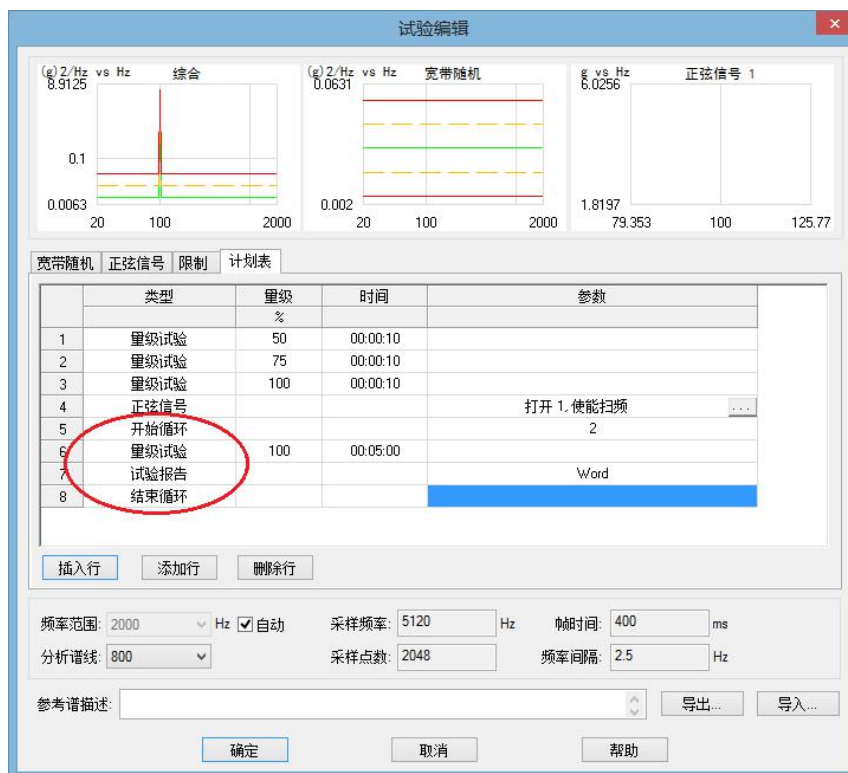 试验编辑
(g)2/Hz vs Hz 综合
8.9125
0.1
0.0063
20 100 2000
(g)2/Hz vs Hz 宽带随机
0.0631
0.002
20 100 2000
g vs Hz 正弦信号 1
6.0256
1.8197
79.353 100 125.77
宽带随机 正弦信号 限制 计划表
类型 量级 时间 参数
%
1 量级试验 50 00:00:10
2 量级试验 75 00:00:10
3 量级试验 100 00:00:10
4 正弦信号 打开 1,使能扫频 ...
5 开始循环 2
6 量级试验 100 00:05:00
7 试验报告 Word
8 结束循环
插入行 添加行 删除行
频率范围: 2000 Hz 自动 采样频率: 5120 Hz 帧时间: 400 ms
分析谱线: 800 采样点数: 2048 频率间隔: 2.5 Hz
参考谱描述: 导出... 导入...
确定 取消 帮助